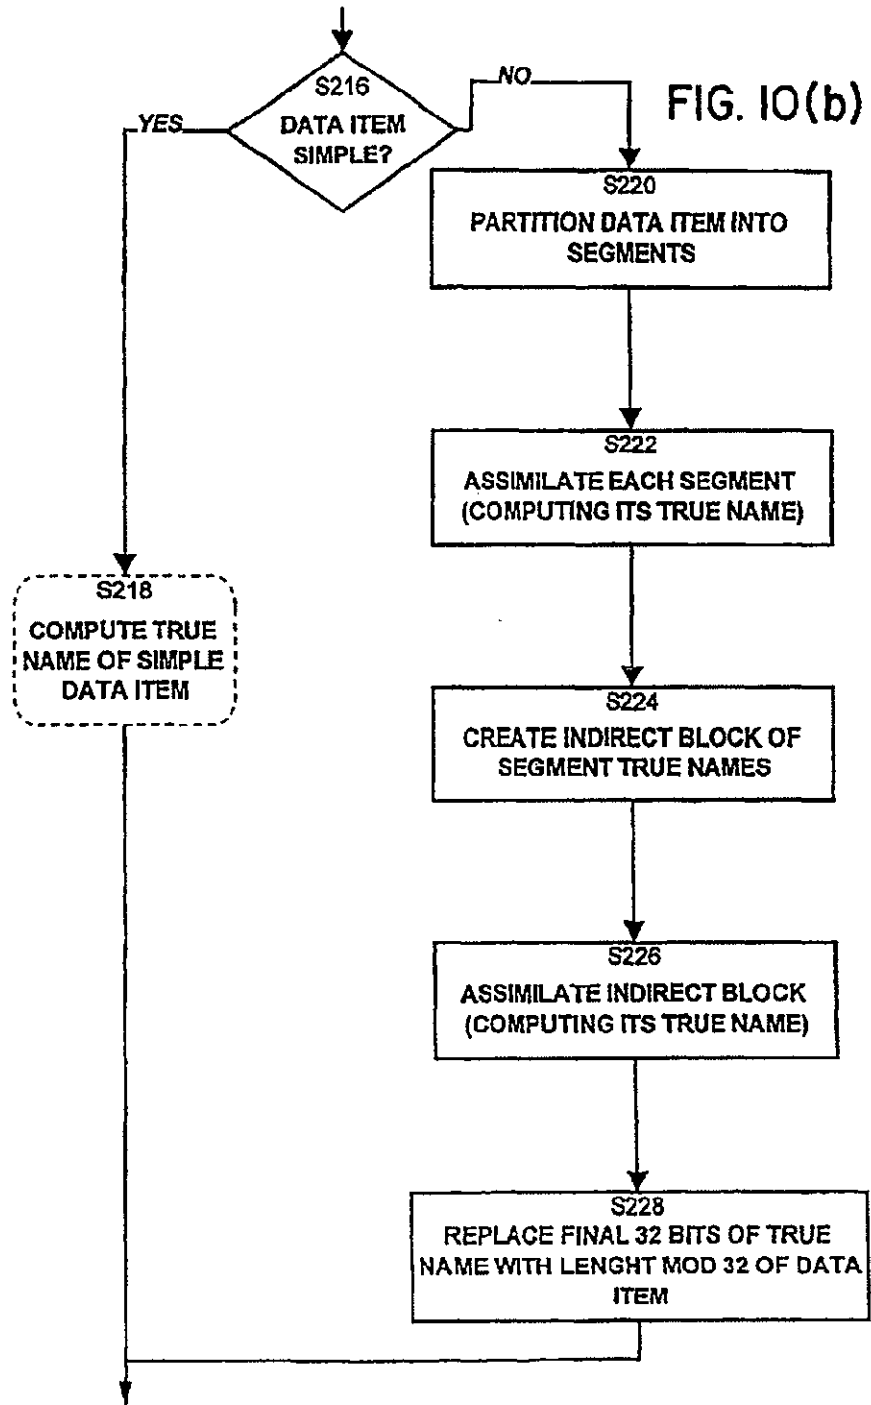 FIG. 10(b)
S216
DATA ITEM
SIMPLE?
YES
NO
S220
PARTITION DATA ITEM INTO
SEGMENTS
S222
ASSIMILATE EACH SEGMENT
(COMPUTING ITS TRUE NAME)
S218
COMPUTE TRUE
NAME OF SIMPLE
DATA ITEM
S224
CREATE INDIRECT BLOCK OF
SEGMENT TRUE NAMES
S226
ASSIMILATE INDIRECT BLOCK
(COMPUTING ITS TRUE NAME)
S228
REPLACE FINAL 32 BITS OF TRUE
NAME WITH LENGHT MOD 32 OF DATA
ITEM